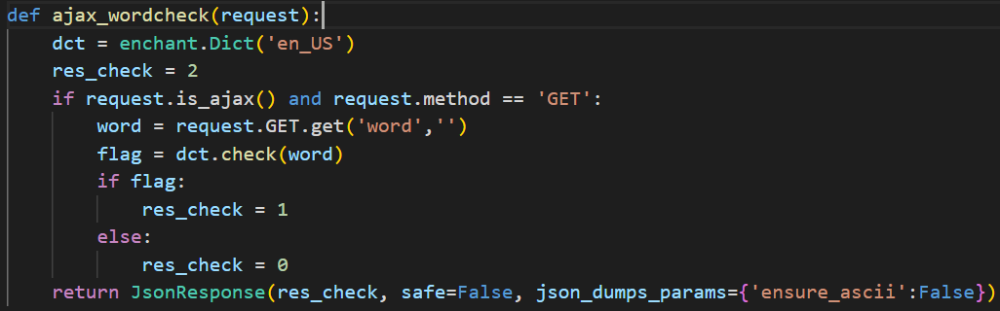 def ajax_wordcheck(request):
    dct = enchant.Dict('en_US')
    res_check = 2
    if request.is_ajax() and request.method == 'GET':
        word = request.GET.get('word','')
        flag = dct.check(word)
        if flag:
            res_check = 1
        else:
            res_check = 0
    return JsonResponse(res_check, safe=False, json_dumps_params={'ensure_ascii':False})